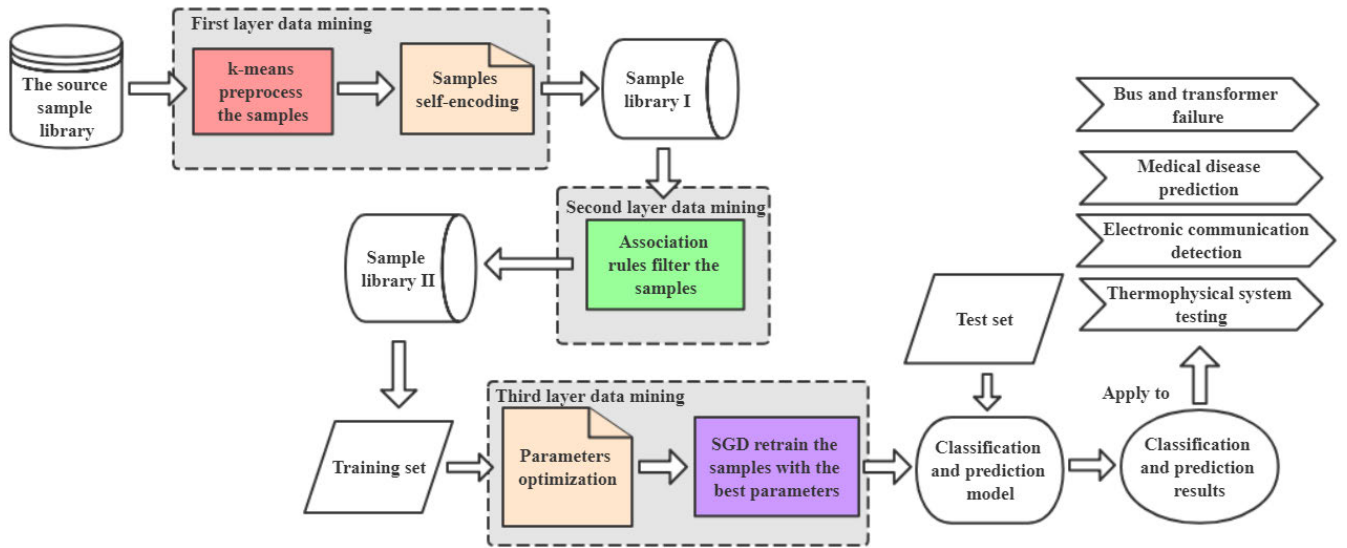 First layer data mining
The source
sample
library
k-means
preprocess
the samples
Samples
self-encoding
Sample
library I
Second layer data mining
Association
rules filter the
samples
Sample
library II
Training set
Third layer data mining
Parameters
optimization
SGD retrain the
samples with the
best parameters
Test set
Classification
and prediction
model
Classification
and prediction
results
Apply to
Bus and transformer
failure
Medical disease
prediction
Electronic communication
detection
Thermophysical system
testing